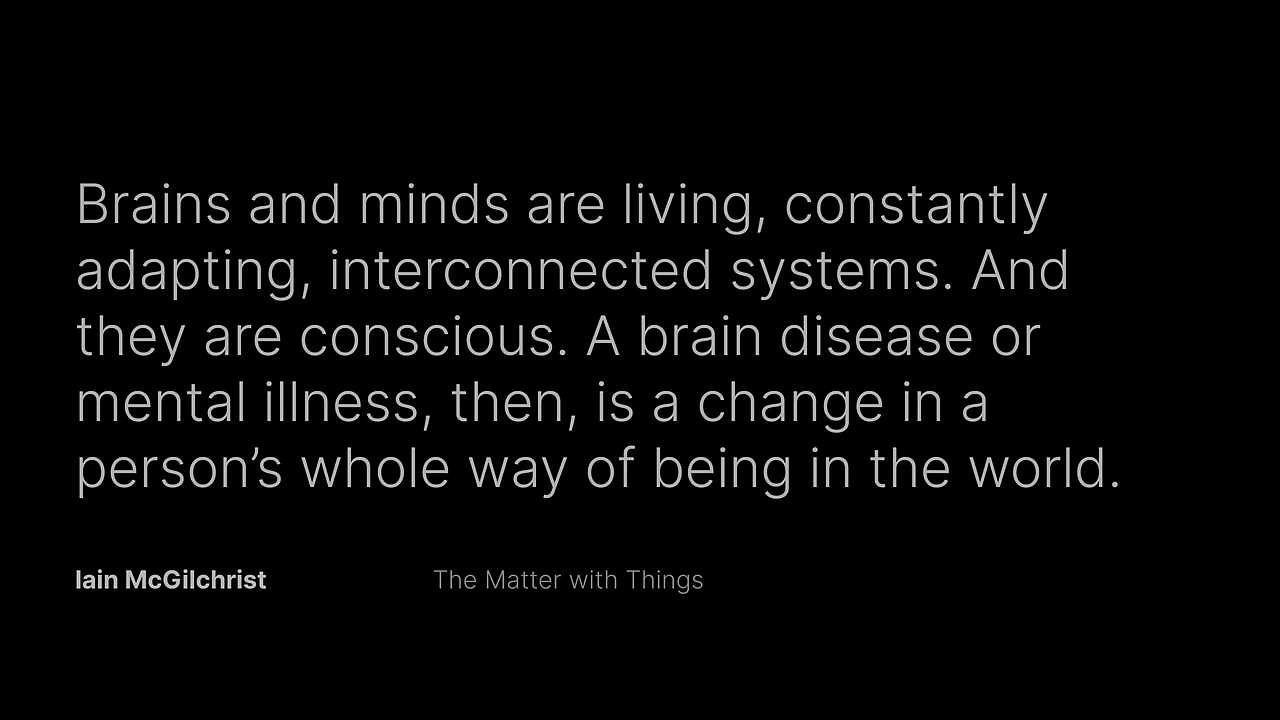 Brains and minds are living, constantly
adapting, interconnected systems. And
they are conscious. A brain disease or
mental illness, then, is a change in a
person’s whole way of being in the world.
Iain McGilchrist The Matter with Things